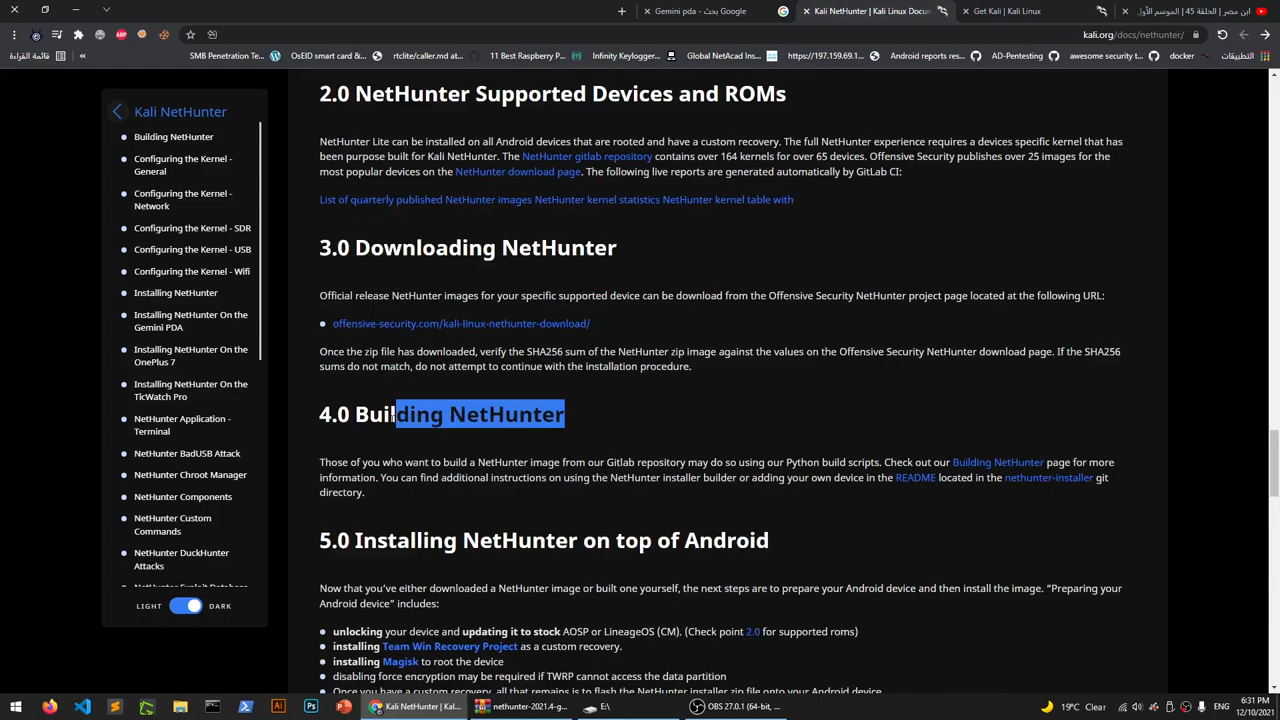 Gemini pda - بحث Google
Kali NetHunter | Kali Linux Docu
Get Kali | Kali Linux
ابن مصر | الحلقة 45 | الموسم الأول
ABP
kali.org/docs/nethunter/
قائمة القراءة
SMB Penetration Te...
OsEID smart card &...
rtcite/caller.md at...
11 Best Raspberry P...
Infinity Keylogger...
Global NetAcad Ins...
https://197.159.69.1...
Android reports res...
AD-Pentesting
awesome security t...
docker
التطبيقات
Kali NetHunter
Building NetHunter
Configuring the Kernel -
General
Configuring the Kernel -
Network
Configuring the Kernel - SDR
Configuring the Kernel - USB
Configuring the Kernel - Wifi
Installing NetHunter
Installing NetHunter On the
Gemini PDA
Installing NetHunter On the
OnePlus 7
Installing NetHunter On the
TicWatch Pro
NetHunter Application -
Terminal
NetHunter BadUSB Attack
NetHunter Chroot Manager
NetHunter Components
NetHunter Custom
Commands
NetHunter DuckHunter
Attacks
NetHunter Exploit Database
LIGHT DARK
2.0 NetHunter Supported Devices and ROMs
NetHunter Lite can be installed on all Android devices that are rooted and have a custom recovery. The full NetHunter experience requires a devices specific kernel that has
been purpose built for Kali NetHunter. The NetHunter gitlab repository contains over 164 kernels for over 65 devices. Offensive Security publishes over 25 images for the
most popular devices on the NetHunter download page. The following live reports are generated automatically by GitLab CI:
List of quarterly published NetHunter images NetHunter kernel statistics NetHunter kernel table with
3.0 Downloading NetHunter
Official release NetHunter images for your specific supported device can be download from the Offensive Security NetHunter project page located at the following URL:
offensive-security.com/kali-linux-nethunter-download/
Once the zip file has downloaded, verify the SHA256 sum of the NetHunter zip image against the values on the Offensive Security NetHunter download page. If the SHA256
sums do not match, do not attempt to continue with the installation procedure.
4.0 Building NetHunter
Those of you who want to build a NetHunter image from our Gitlab repository may do so using our Python build scripts. Check out our Building NetHunter page for more
information. You can find additional instructions on using the NetHunter installer builder or adding your own device in the README located in the nethunter-installer git
directory.
5.0 Installing NetHunter on top of Android
Now that you’ve either downloaded a NetHunter image or built one yourself, the next steps are to prepare your Android device and then install the image. “Preparing your
Android device” includes:
unlocking your device and updating it to stock AOSP or LineageOS (CM). (Check point 2.0 for supported roms)
installing Team Win Recovery Project as a custom recovery.
installing Magisk to root the device
disabling force encryption may be required if TWRP cannot access the data partition
Once you have a custom recovery, all that remains is to flash the NetHunter installer zip file onto your Android device
Kali NetHunter | Kal...
nethunter-2021.4-g...
E:\
OBS 27.0.1 (64-bit, ...
19°C Clear
ENG
6:31 PM
12/10/2021